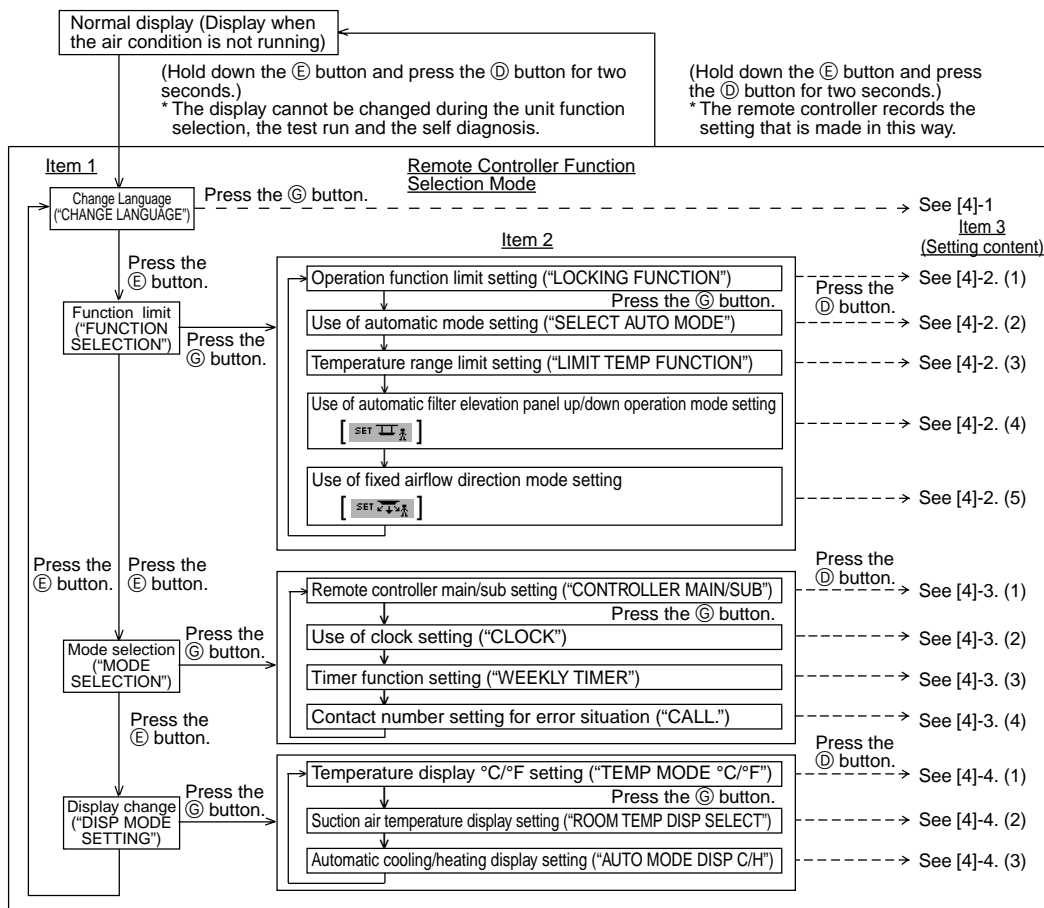 Normal display (Display when
the air condition is not running)
(Hold down the Ⓔ button and press the Ⓓ button for two
seconds.)
* The display cannot be changed during the unit function
selection, the test run and the self diagnosis.
(Hold down the Ⓔ button and press
the Ⓓ button for two seconds.)
* The remote controller records the
setting that is made in this way.
Item 1
Remote Controller Function
Selection Mode
Change Language
("CHANGE LANGUAGE")
Press the Ⓖ button.
See [4]-1
Item 3
(Setting content)
Item 2
Press the
Ⓔ button.
Function limit
("FUNCTION
SELECTION")
Press the
Ⓖ button.
Operation function limit setting ("LOCKING FUNCTION")
Press the Ⓖ button.
Press the
Ⓓ button.
See [4]-2. (1)
Use of automatic mode setting ("SELECT AUTO MODE")
See [4]-2. (2)
Temperature range limit setting ("LIMIT TEMP FUNCTION")
See [4]-2. (3)
Use of automatic filter elevation panel up/down operation mode setting
[ SET ]
See [4]-2. (4)
Use of fixed airflow direction mode setting
[ SET ]
See [4]-2. (5)
Press the
Ⓔ button.
Press the
Ⓔ button.
Mode selection
("MODE
SELECTION")
Press the
Ⓖ button.
Remote controller main/sub setting ("CONTROLLER MAIN/SUB")
Press the Ⓖ button.
Press the
Ⓓ button.
See [4]-3. (1)
Use of clock setting ("CLOCK")
See [4]-3. (2)
Timer function setting ("WEEKLY TIMER")
See [4]-3. (3)
Contact number setting for error situation ("CALL.")
See [4]-3. (4)
Press the
Ⓔ button.
Display change
("DISP MODE
SETTING")
Press the
Ⓖ button.
Temperature display °C/°F setting ("TEMP MODE °C/°F")
Press the Ⓖ button.
Press the
Ⓓ button.
See [4]-4. (1)
Suction air temperature display setting ("ROOM TEMP DISP SELECT")
See [4]-4. (2)
Automatic cooling/heating display setting ("AUTO MODE DISP C/H")
See [4]-4. (3)